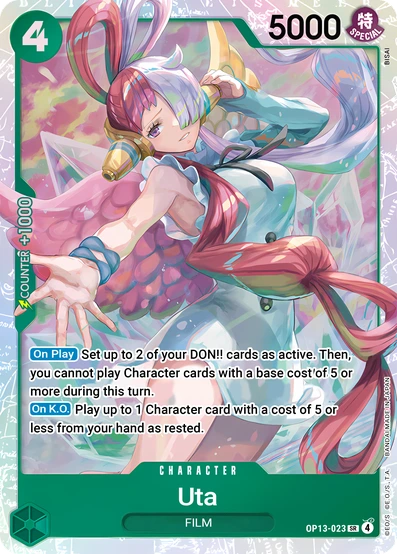 4
5000
特
SPECIAL
BISAI
COUNTER +1000
On Play Set up to 2 of your DON!! cards as active. Then,
you cannot play Character cards with a base cost of 5 or
more during this turn.
On K.O. Play up to 1 Character card with a cost of 5 or
less from your hand as rested.
CHARACTER
Uta
FILM
OP13-023 SR 4
©E.O/S. ©E.O./S, T.A. BANDAI MADE IN JAPAN